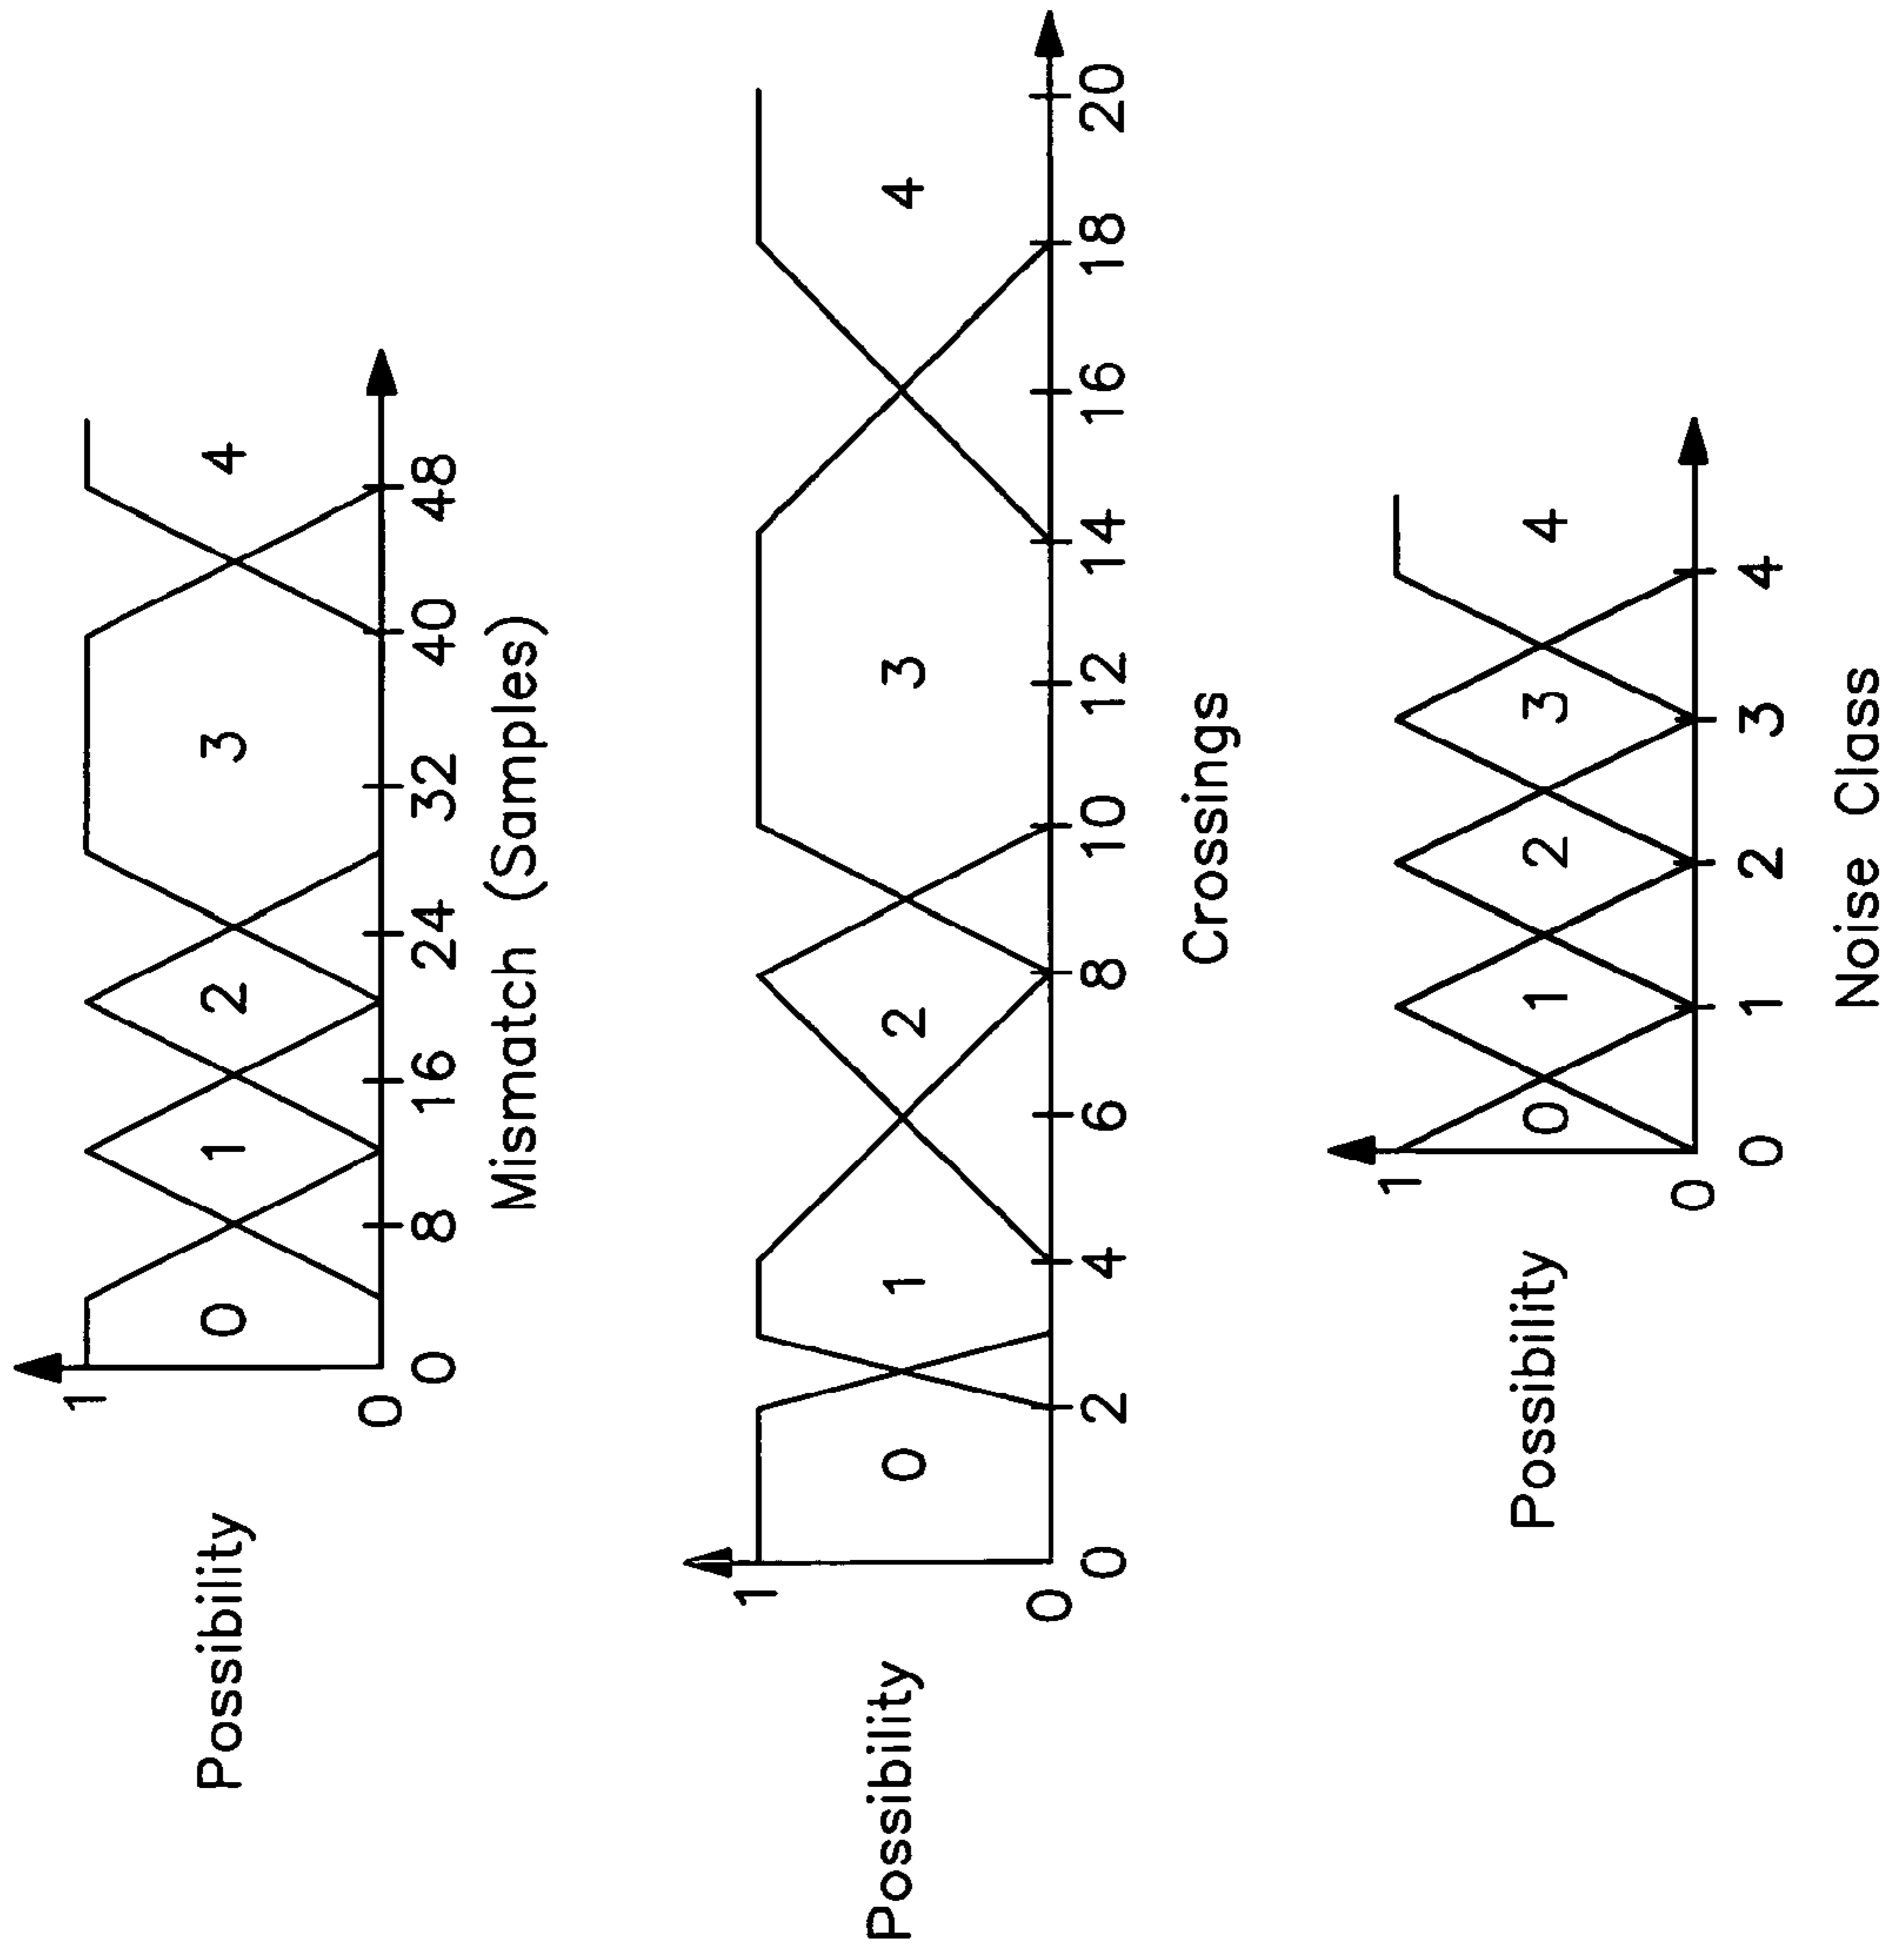 1
Possibility
0 1 2 3 4
0
0 8 16 24 32 40 48
Mismatch (Samples)
1
Possibility
0 1 2 3 4
0
0 2 4 6 8 10 12 14 16 18 20
Crossings
1
Possibility
0 1 2 3 4
0
0 1 2 3 4
Noise Class